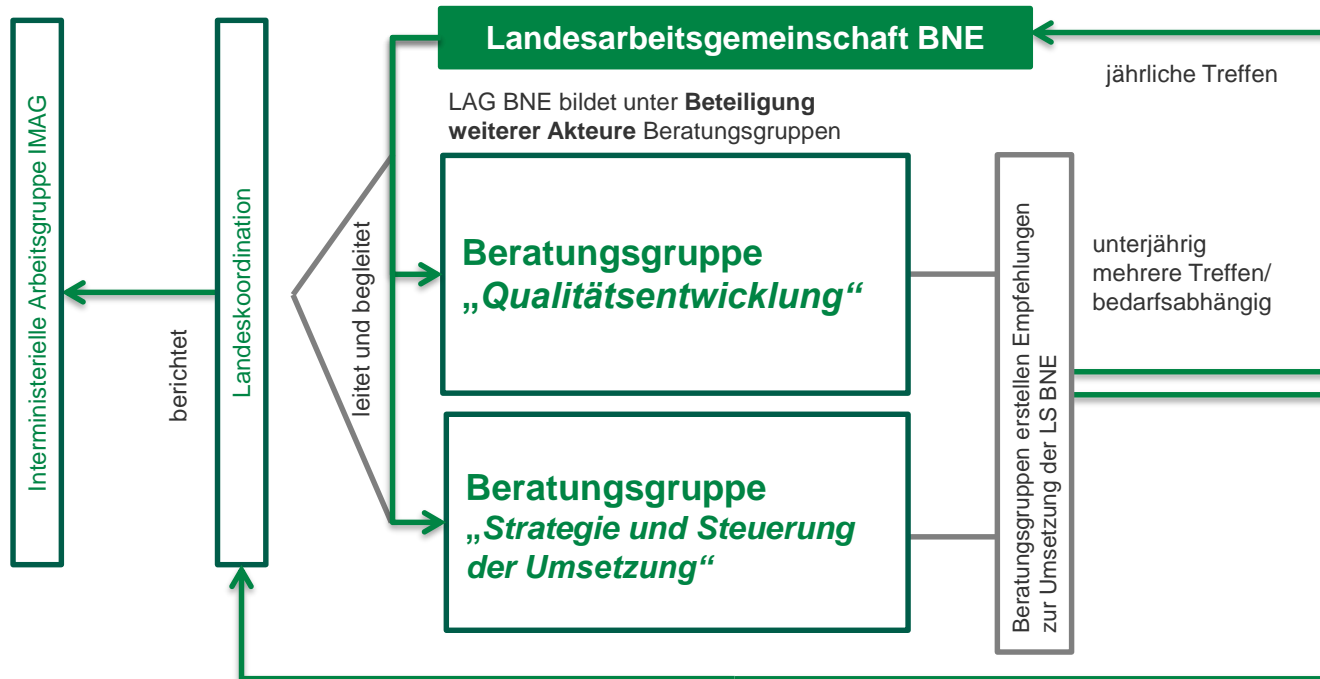 Interministerielle Arbeitsgruppe IMAG
berichtet
Landeskoordination
leitet und begleitet
Landesarbeitsgemeinschaft BNE
LAG BNE bildet unter Beteiligung
weiterer Akteure Beratungsgruppen
Beratungsgruppe
„Qualitätsentwicklung“
Beratungsgruppe
„Strategie und Steuerung
der Umsetzung“
Beratungsgruppen erstellen Empfehlungen
zur Umsetzung der LS BNE
jährliche Treffen
unterjährig
mehrere Treffen/
bedarfsabhängig